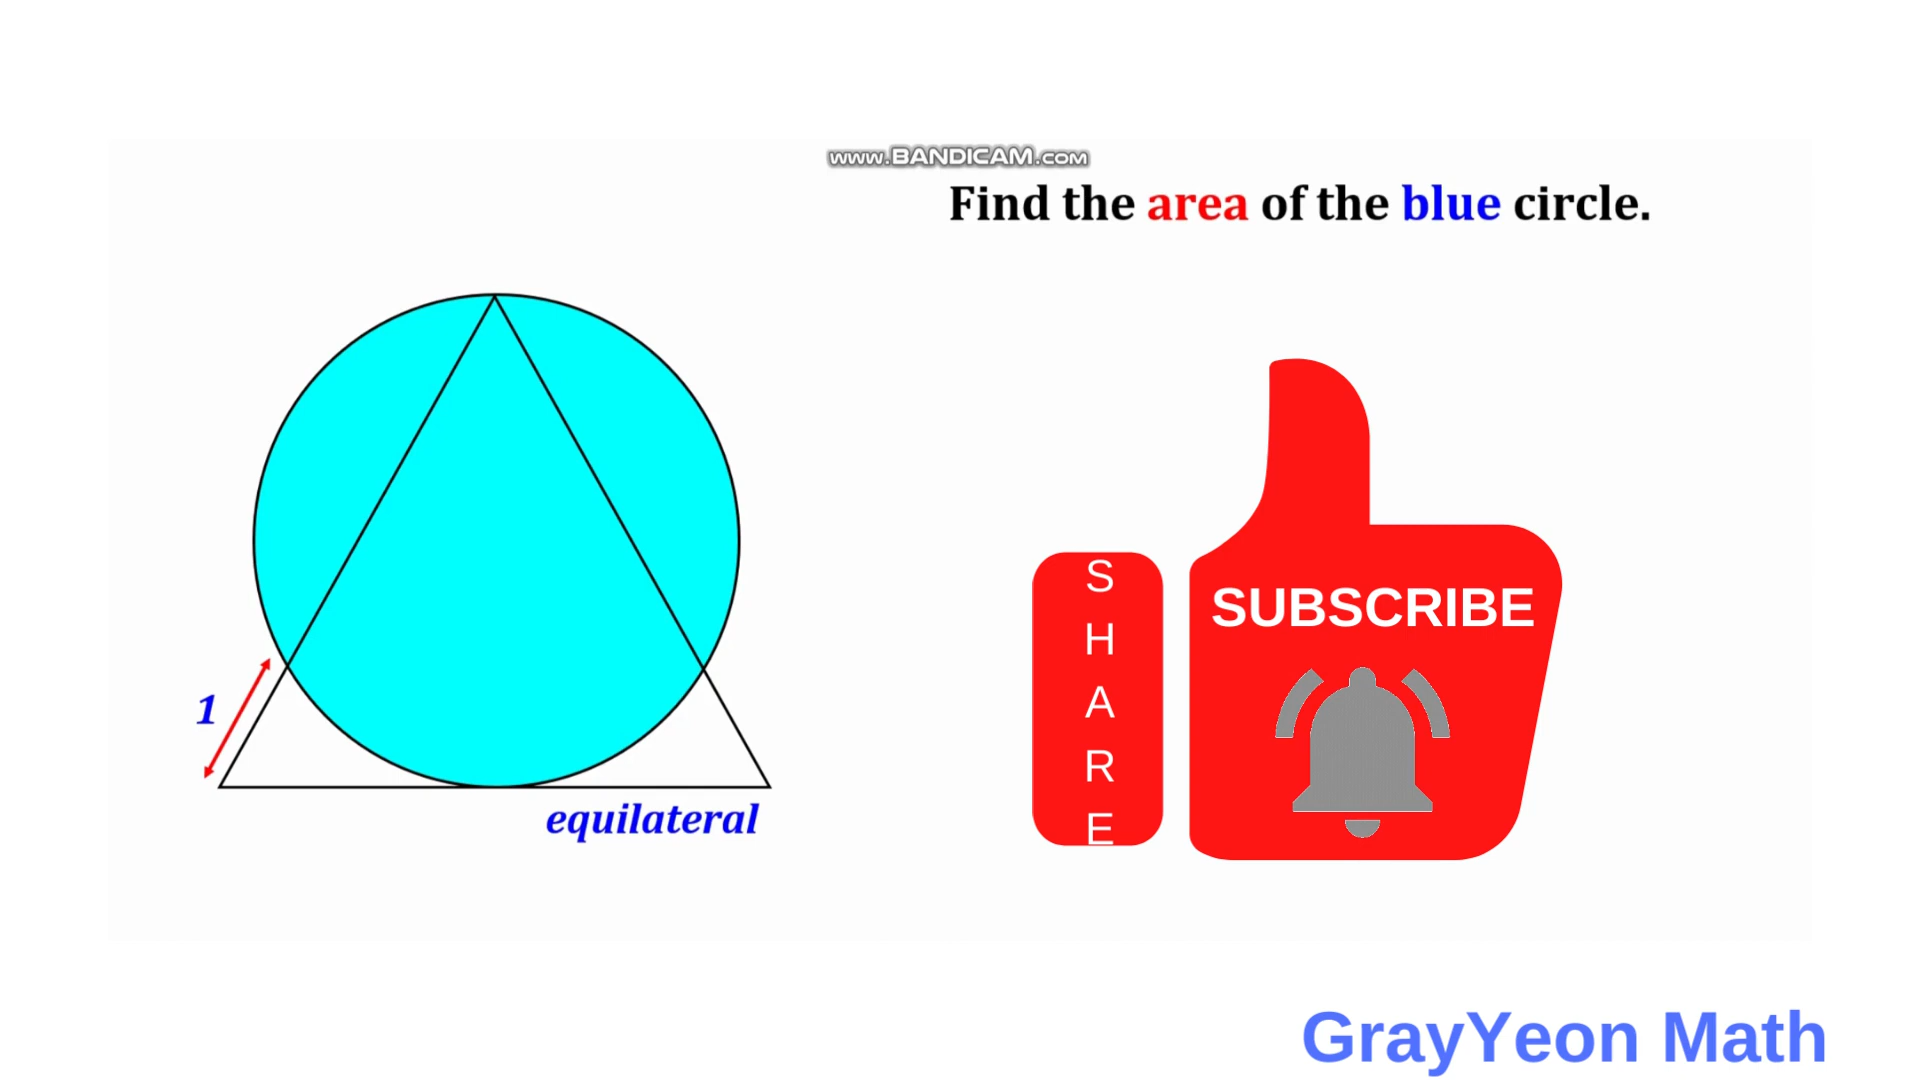 www.BANDICAM.com
Find the area of the blue circle.
1
equilateral
S
H
A
R
E
SUBSCRIBE
GrayYeon Math